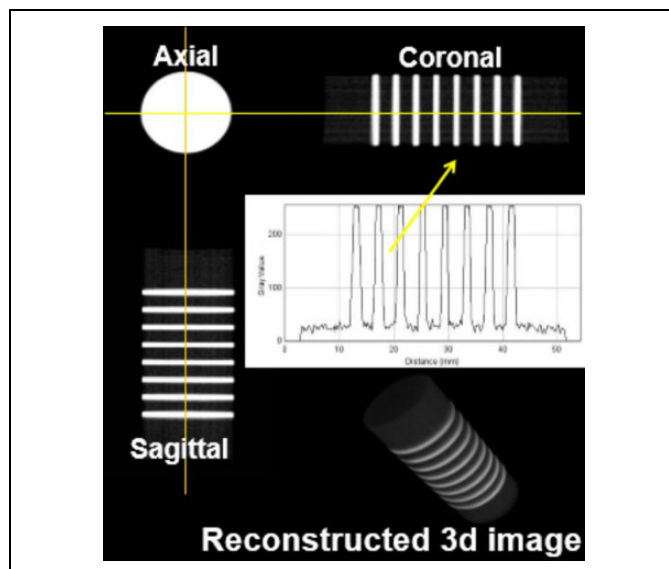 Axial
Coronal
200
100
0
Gray Value
0 10 20 30 40 50
Distance (mm)
Sagittal
Reconstructed 3d image